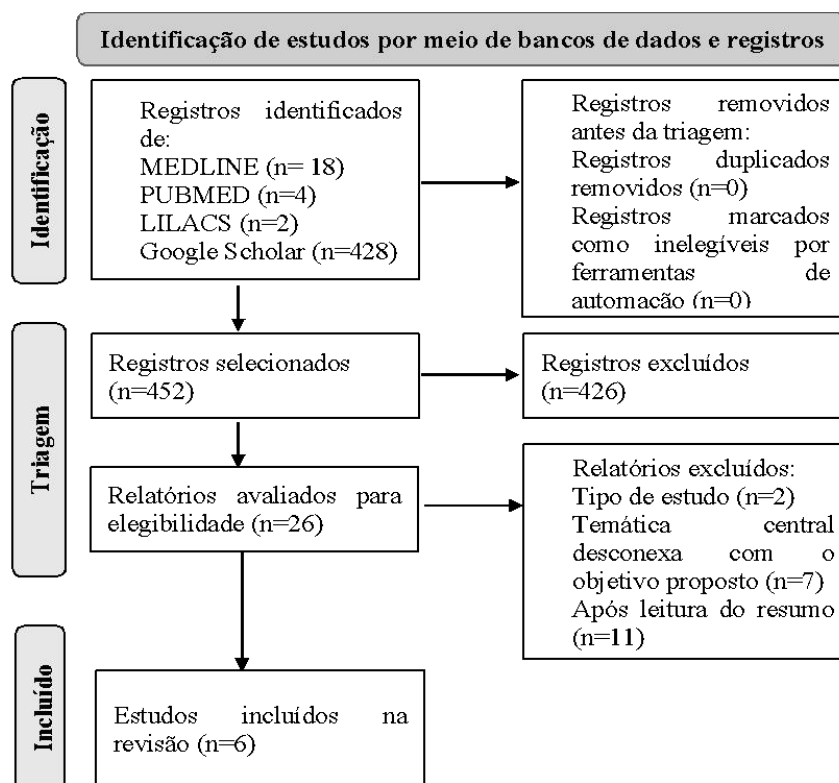 Identificação de estudos por meio de bancos de dados e registros
Identificação
Registros identificados
de:
MEDLINE (n= 18)
PUBMED (n=4)
LILACS (n=2)
Google Scholar (n=428)
Registros removidos
antes da triagem:
Registros duplicados
removidos (n=0)
Registros marcados
como inelegíveis por
ferramentas de
automação (n=0)
Triagem
Registros selecionados
(n=452)
Registros excluídos
(n=426)
Relatórios avaliados para
elegibilidade (n=26)
Relatórios excluídos:
Tipo de estudo (n=2)
Temática central
desconexa com o
objetivo proposto (n=7)
Após leitura do resumo
(n=11)
Incluído
Estudos incluídos na
revisão (n=6)